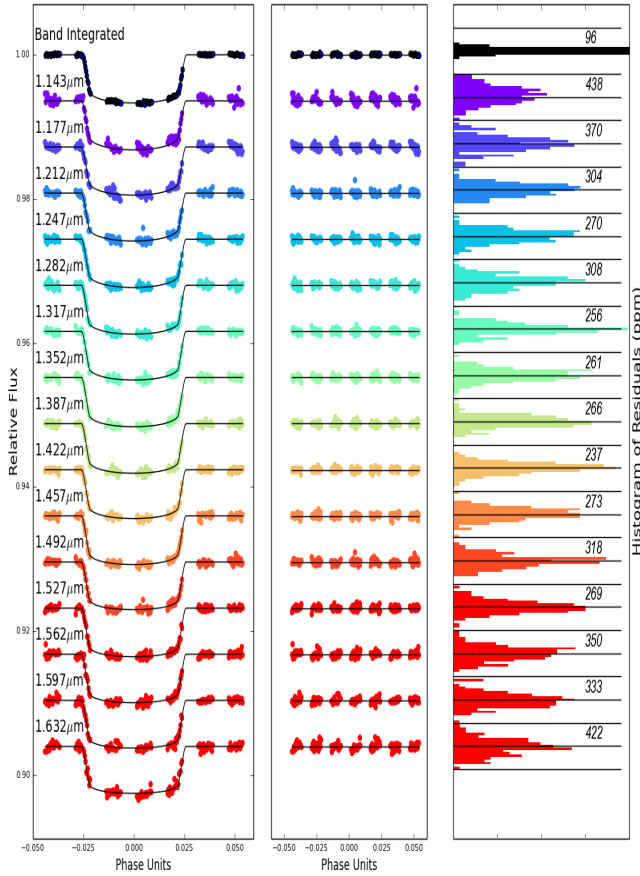 Band Integrated
1.143μm
1.177μm
1.212μm
1.247μm
1.282μm
1.317μm
1.352μm
1.387μm
1.422μm
1.457μm
1.492μm
1.527μm
1.562μm
1.597μm
1.632μm
1.00
0.98
0.96
0.94
0.92
0.90
Relative Flux
−0.050 −0.025 0.000 0.025 0.050
Phase Units
−0.050 −0.025 0.000 0.025 0.050
Phase Units
96
438
370
304
270
308
256
261
266
237
273
318
269
350
333
422
Histogram of Residuals (ppm)